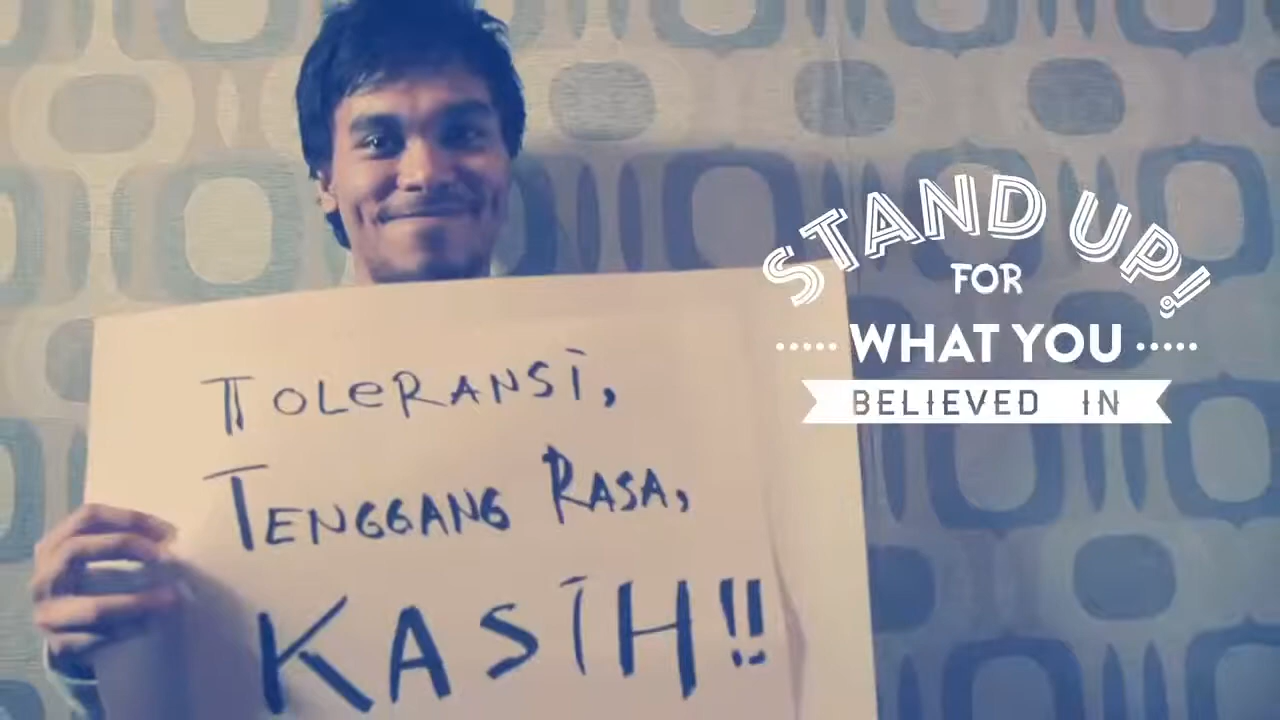 TOLERANSI,
TENGGANG RASA,
KASIH!!
STAND UP!
FOR
WHAT YOU
BELIEVED IN